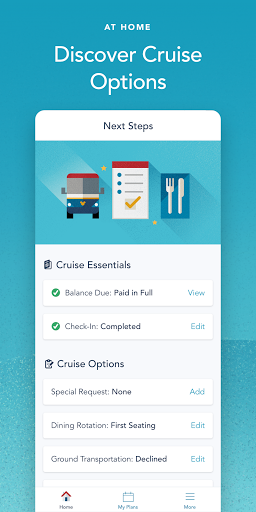 AT HOME
Discover Cruise
Options
Next Steps
Cruise Essentials
Balance Due: Paid in Full View
Check-In: Completed Edit
Cruise Options
Special Request: None Add
Dining Rotation: First Seating Edit
Ground Transportation: Declined Edit
Home My Plans More